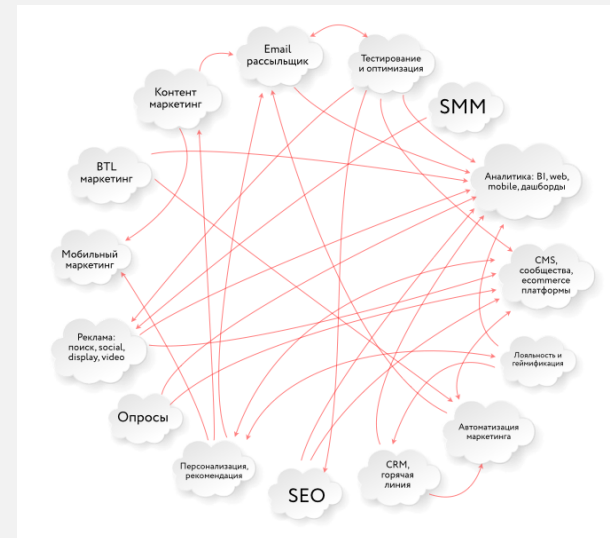 Email
рассыльщик
Тестирование
и оптимизация
Контент
маркетинг
SMM
BTL
маркетинг
Аналитика: BI, web,
mobile, дашборды
Мобильный
маркетинг
CMS,
сообщества,
ecommerce
платформы
Реклама:
поиск, social,
display, video
Лояльность и
геймификация
Опросы
Автоматизация
маркетинга
Персонализация,
рекомендация
CRM,
горячая
линия
SEO